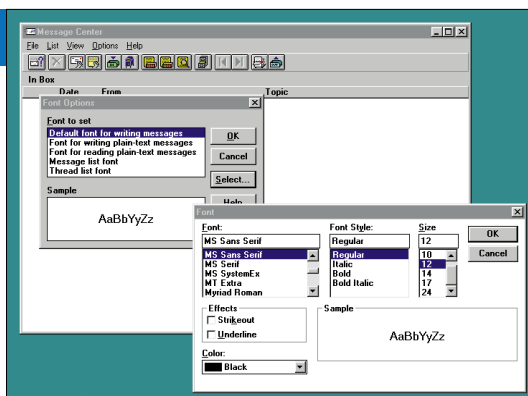 Message Center
File List View Options Help
In Box
Date From Topic
Font Options
Font to set
Default font for writing messages
Font for writing plain-text messages
Font for reading plain-text messages
Message list font
Thread list font
OK
Cancel
Select...
Help
Sample
AaBbYyZz
Font
Font:
MS Sans Serif
MS Sans Serif
MS Serif
MS SystemEx
MT Extra
Myriad Roman
Font Style:
Regular
Regular
Italic
Bold
Bold Italic
Size
12
10
12
14
17
24
OK
Cancel
Effects
Strikeout
Underline
Color:
Black
Sample
AaBbYyZz